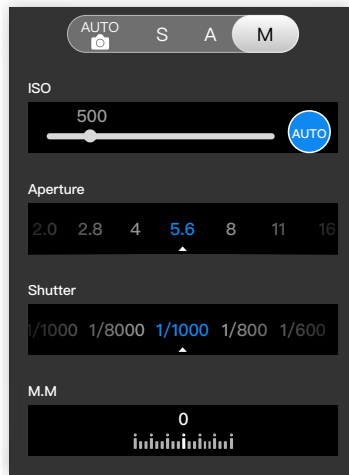 AUTO S A M
ISO
500
AUTO
Aperture
2.0 2.8 4 5.6 8 11 16
Shutter
1/1000 1/8000 1/1000 1/800 1/600
M.M
0